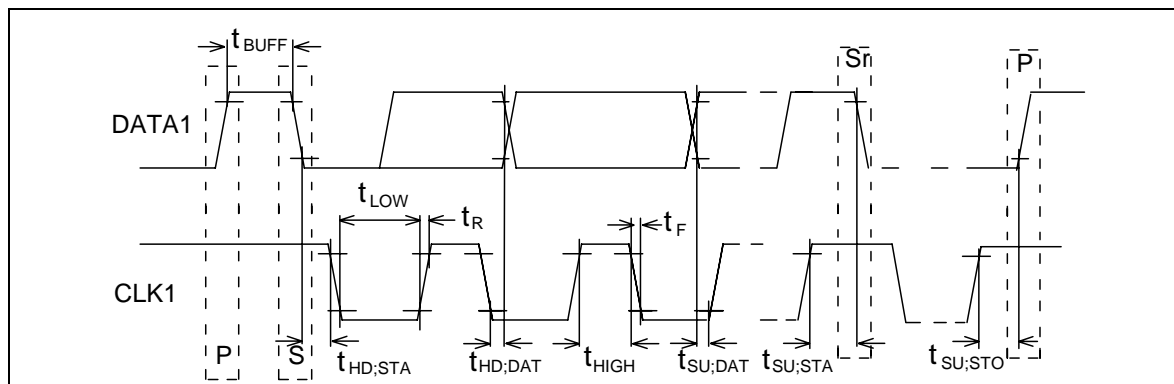 tBUFF
Sr
P
DATA1
tLOW
tR
tF
CLK1
P
S
tHD;STA
tHD;DAT
tHIGH
tSU;DAT
tSU;STA
tSU;STO